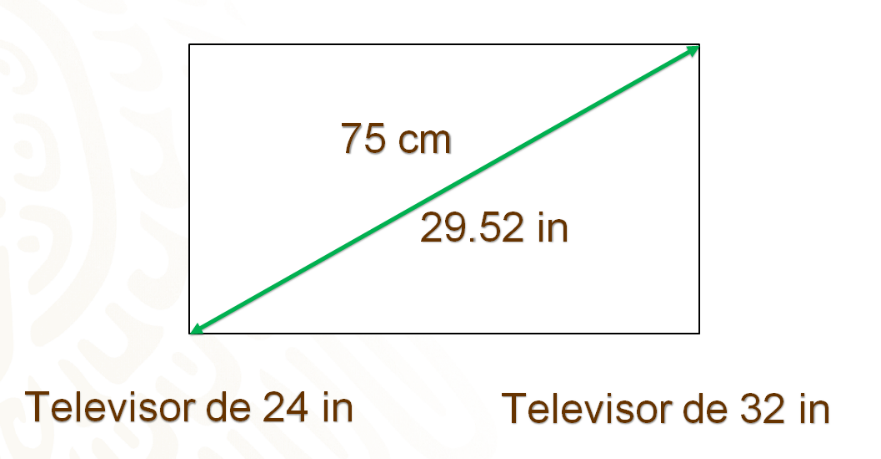 75 cm
29.52 in
Televisor de 24 in
Televisor de 32 in